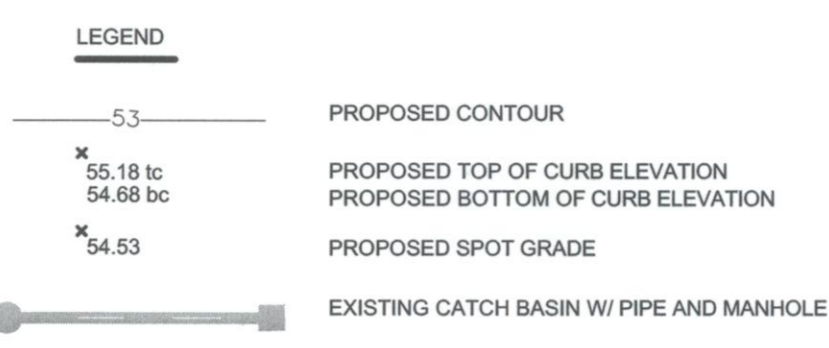 LEGEND
53 PROPOSED CONTOUR
x
55.18 tc PROPOSED TOP OF CURB ELEVATION
54.68 bc PROPOSED BOTTOM OF CURB ELEVATION
x
54.53 PROPOSED SPOT GRADE
EXISTING CATCH BASIN W/ PIPE AND MANHOLE